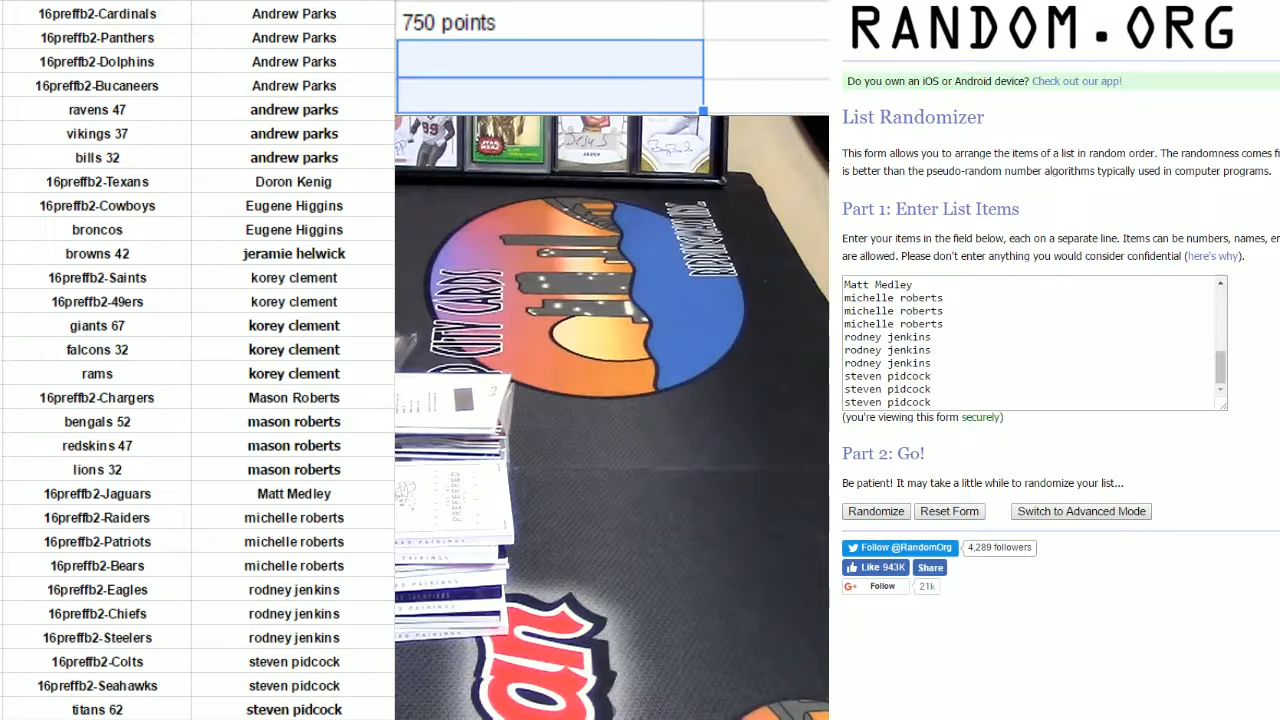 16preffb2-Cardinals Andrew Parks
16preffb2-Panthers Andrew Parks
16preffb2-Dolphins Andrew Parks
16preffb2-Bucaneers Andrew Parks
ravens 47 andrew parks
vikings 37 andrew parks
bills 32 andrew parks
16preffb2-Texans Doron Kenig
16preffb2-Cowboys Eugene Higgins
broncos Eugene Higgins
browns 42 jeramie helwick
16preffb2-Saints korey clement
16preffb2-49ers korey clement
giants 67 korey clement
falcons 32 korey clement
rams korey clement
16preffb2-Chargers Mason Roberts
bengals 52 mason roberts
redskins 47 mason roberts
lions 32 mason roberts
16preffb2-Jaguars Matt Medley
16preffb2-Raiders michelle roberts
16preffb2-Patriots michelle roberts
16preffb2-Bears michelle roberts
16preffb2-Eagles rodney jenkins
16preffb2-Chiefs rodney jenkins
16preffb2-Steelers rodney jenkins
16preffb2-Colts steven pidcock
16preffb2-Seahawks steven pidcock
titans 62 steven pidcock
750 points
99
STAR WARS
CITY CARDS
PREFERRED
RANDOM.ORG
Do you own an iOS or Android device? Check out our app!
List Randomizer
This form allows you to arrange the items of a list in random order. The randomness comes f
is better than the pseudo-random number algorithms typically used in computer programs.
Part 1: Enter List Items
Enter your items in the field below, each on a separate line. Items can be numbers, names, e
are allowed. Please don't enter anything you would consider confidential (here's why).
Matt Medley
michelle roberts
michelle roberts
michelle roberts
rodney jenkins
rodney jenkins
rodney jenkins
steven pidcock
steven pidcock
steven pidcock
(you're viewing this form securely)
Part 2: Go!
Be patient! It may take a little while to randomize your list...
Randomize Reset Form Switch to Advanced Mode
Follow @RandomOrg 4,289 followers
Like 943K Share
G+ Follow 21k